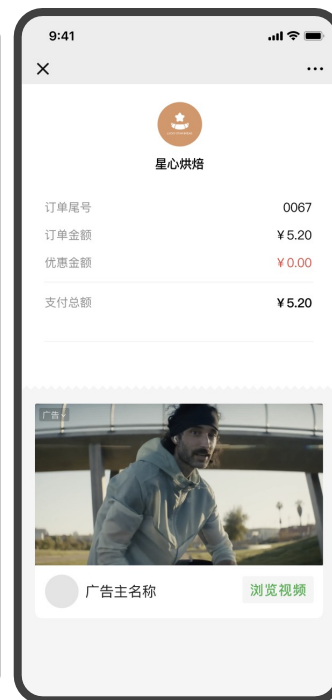 9:41
星心烘焙
订单尾号 0067
订单金额 ¥5.20
优惠金额 ¥0.00
支付总额 ¥5.20
广告
广告主名称 浏览视频